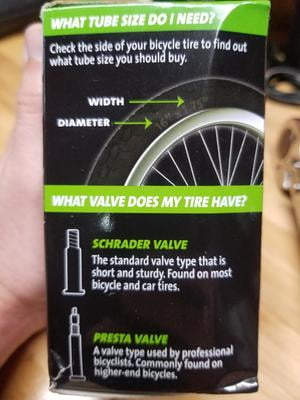 WHAT TUBE SIZE DO I NEED?
Check the side of your bicycle tire to find out
what tube size you should buy.
WIDTH
DIAMETER
16" x 1.75"
WHAT VALVE DOES MY TIRE HAVE?
SCHRADER VALVE
The standard valve type that is
short and sturdy. Found on most
bicycle and car tires.
PRESTA VALVE
A valve type used by professional
bicyclists. Commonly found on
higher-end bicycles.